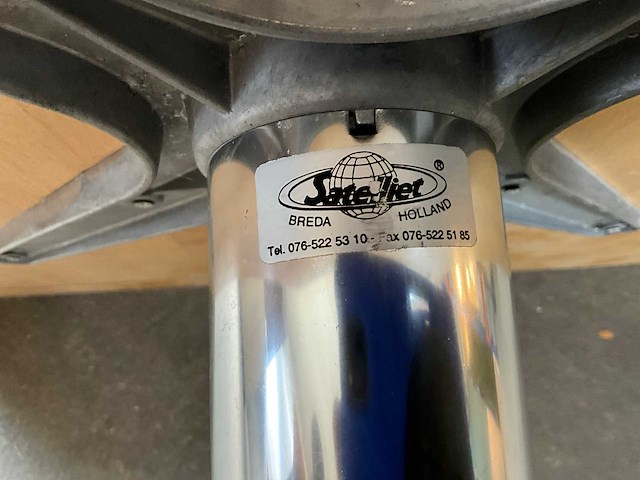 Satelliet ®
BREDA HOLLAND
Tel. 076-522 53 10 - Fax 076-522 51 85